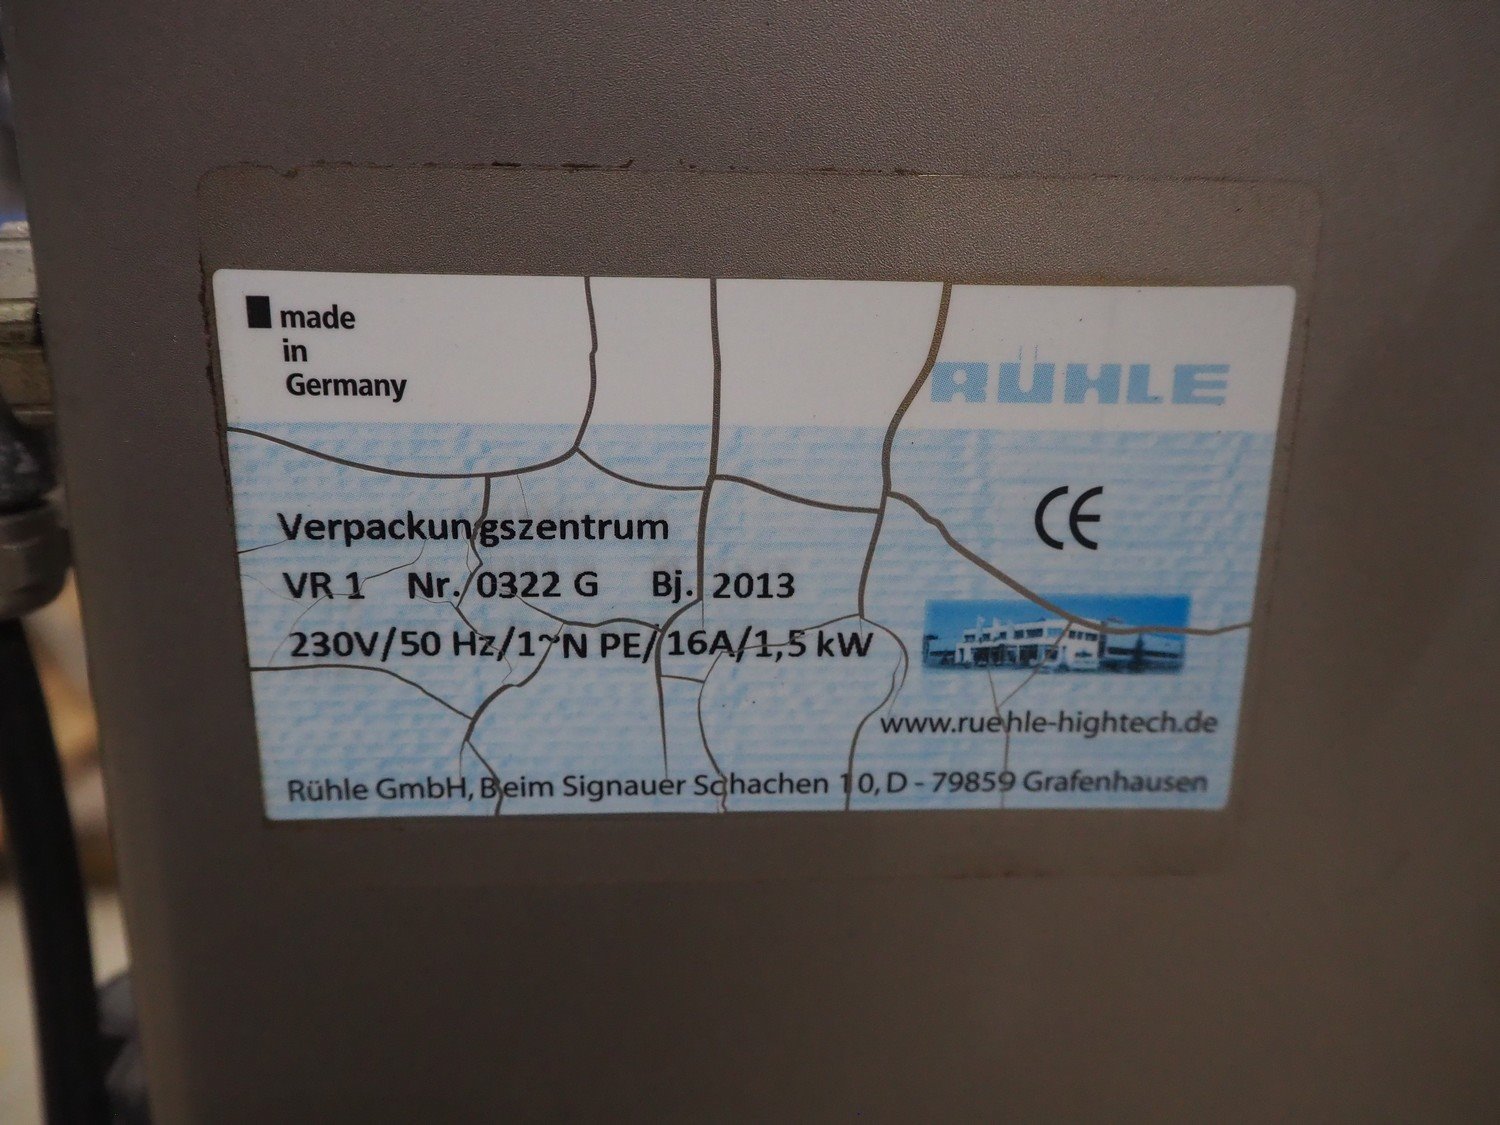 made
in
Germany
RÜHLE
CE
Verpackungszentrum
VR 1 Nr. 0322 G Bj. 2013
230V/50 Hz/1~N PE/ 16A/1,5 kW
www.ruehle-hightech.de
Rühle GmbH, Beim Signauer Schachen 10, D - 79859 Grafenhausen